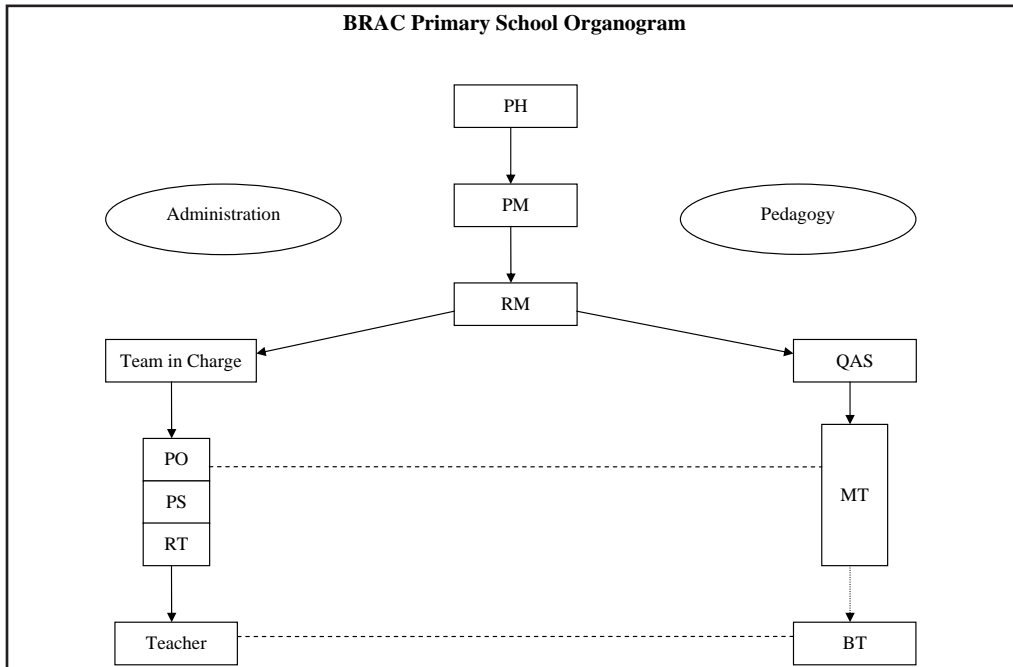 BRAC Primary School Organogram
PH
Administration
PM
Pedagogy
RM
Team in Charge
QAS
PO
PS
MT
RT
Teacher
BT